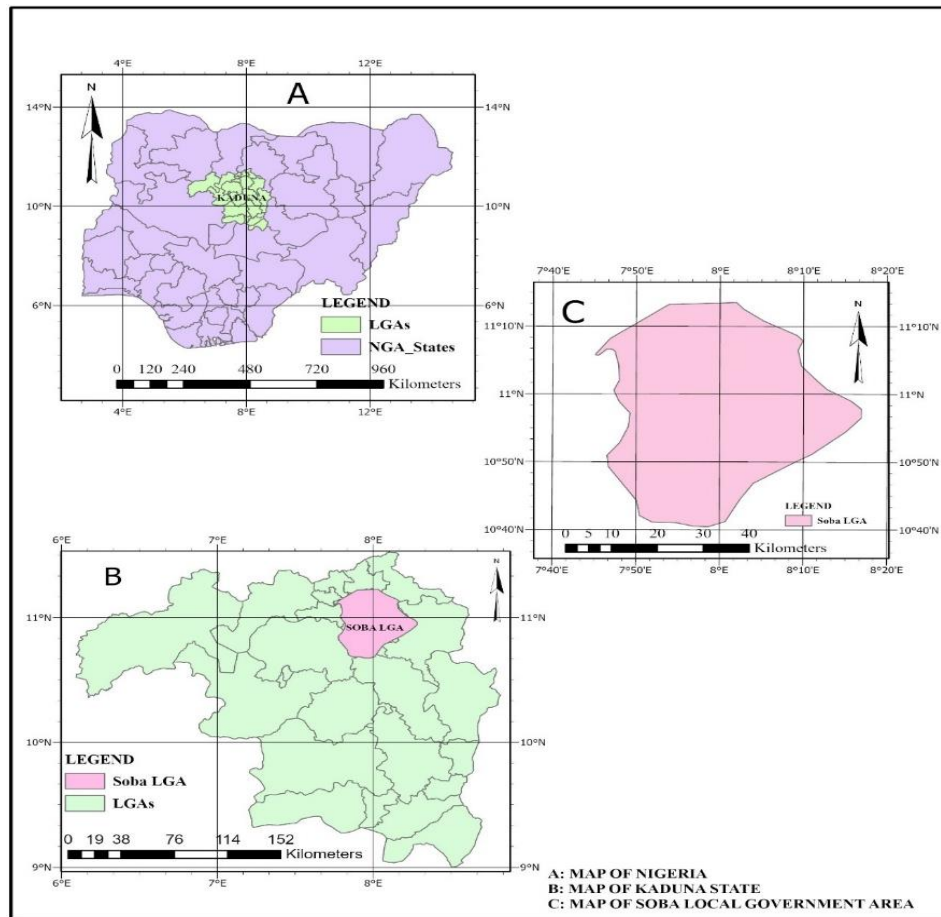 4°E 8°E 12°E
N
A
14°N 14°N
KADUNA
10°N 10°N
6°N 6°N
LEGEND
LGAs
NGA_States
0 120 240 480 720 960
Kilometers
4°E 8°E 12°E
7°40'E 7°50'E 8°E 8°10'E 8°20'E
C
N
11°10'N 11°10'N
11°N 11°N
10°50'N 10°50'N
LEGEND
Soba LGA
10°40'N 10°40'N
0 5 10 20 30 40
Kilometers
7°40'E 7°50'E 8°E 8°10'E 8°20'E
6°E 7°E 8°E
B
N
11°N 11°N
SOBA LGA
10°N 10°N
LEGEND
Soba LGA
LGAs
0 19 38 76 114 152
Kilometers
9°N 9°N
6°E 7°E 8°E
A: MAP OF NIGERIA
B: MAP OF KADUNA STATE
C: MAP OF SOBA LOCAL GOVERNMENT AREA